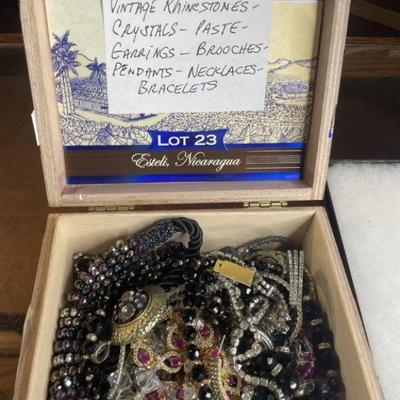 VINTAGE RHINESTONES-
CRYSTALS - PASTE-
EARRINGS - BROOCHES-
PENDANTS - NECKLACES-
BRACELETS
LOT 23
Estelí, Nicaragua